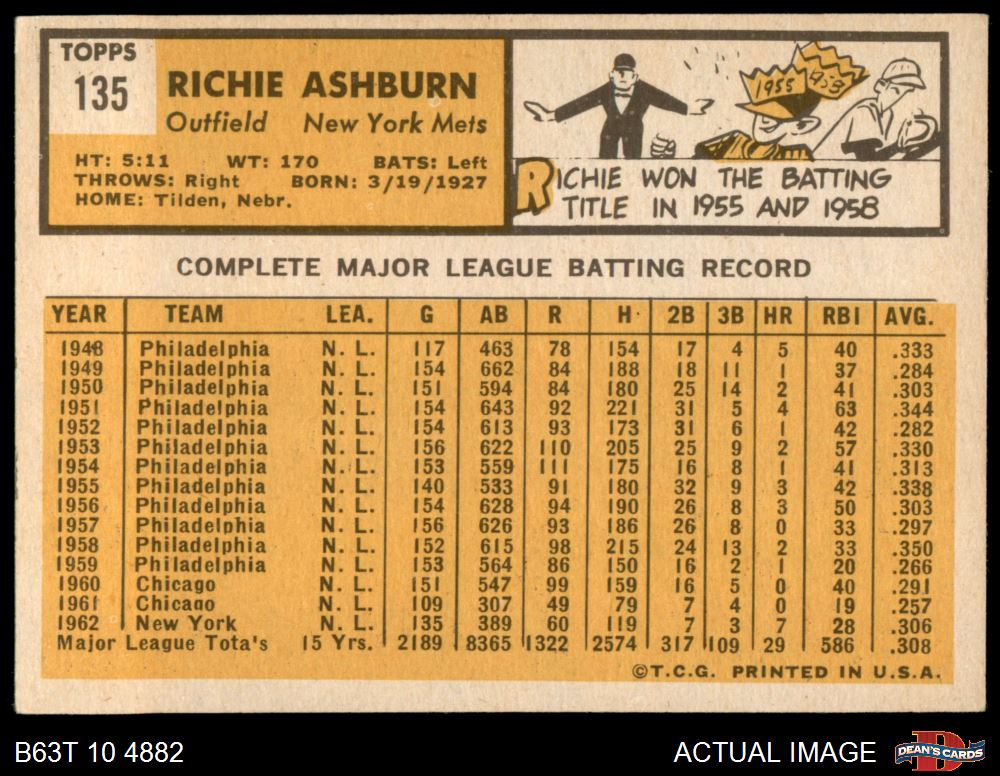 TOPPS
135
RICHIE ASHBURN
Outfield New York Mets
HT: 5:11 WT: 170 BATS: Left
THROWS: Right BORN: 3/19/1927
HOME: Tilden, Nebr.
1955 1958
RICHIE WON THE BATTING
TITLE IN 1955 AND 1958
COMPLETE MAJOR LEAGUE BATTING RECORD
YEAR TEAM LEA. G AB R H 2B 3B HR RBI AVG.
1948 Philadelphia N. L. 117 463 78 154 17 4 5 40 .333
1949 Philadelphia N. L. 154 662 84 188 18 11 1 37 .284
1950 Philadelphia N. L. 151 594 84 180 25 14 2 41 .303
1951 Philadelphia N. L. 154 643 92 221 31 5 4 63 .344
1952 Philadelphia N. L. 154 613 93 173 31 6 1 42 .282
1953 Philadelphia N. L. 156 622 110 205 25 9 2 57 .330
1954 Philadelphia N. L. 153 559 111 175 16 8 1 41 .313
1955 Philadelphia N. L. 140 533 91 180 32 9 3 42 .338
1956 Philadelphia N. L. 154 628 94 190 26 8 3 50 .303
1957 Philadelphia N. L. 156 626 93 186 26 8 0 33 .297
1958 Philadelphia N. L. 152 615 98 215 24 13 2 33 .350
1959 Philadelphia N. L. 153 564 86 150 16 2 1 20 .266
1960 Chicago N. L. 151 547 99 159 16 5 0 40 .291
1961 Chicago N. L. 109 307 49 79 7 4 0 19 .257
1962 New York N. L. 135 389 60 119 7 3 7 28 .306
Major League Tota's 15 Yrs. 2189 8365 1322 2574 317 109 29 586 .308
©T.C.G. PRINTED IN U.S.A.
B63T 10 4882
ACTUAL IMAGE
D
DEAN'S CARDS